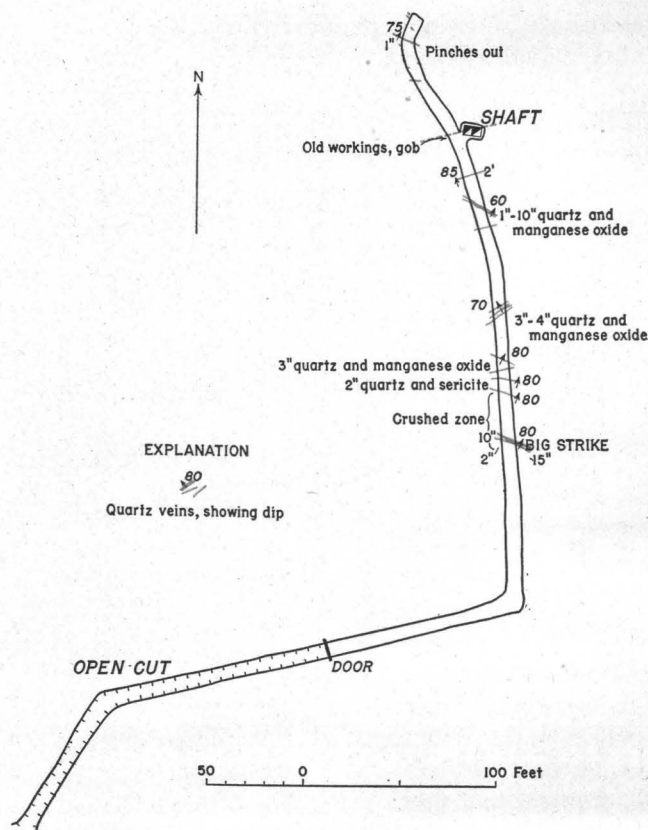 75
1"
Pinches out
N
SHAFT
Old workings, gob
85
2'
60
1"-10" quartz and
manganese oxide
70
3"-4" quartz and
manganese oxide
80
3" quartz and manganese oxide
80
2" quartz and sericite
80
Crushed zone
80
10"
BIG STRIKE
2"
15"
EXPLANATION
80
Quartz veins, showing dip
OPEN CUT
DOOR
50 0 100 Feet